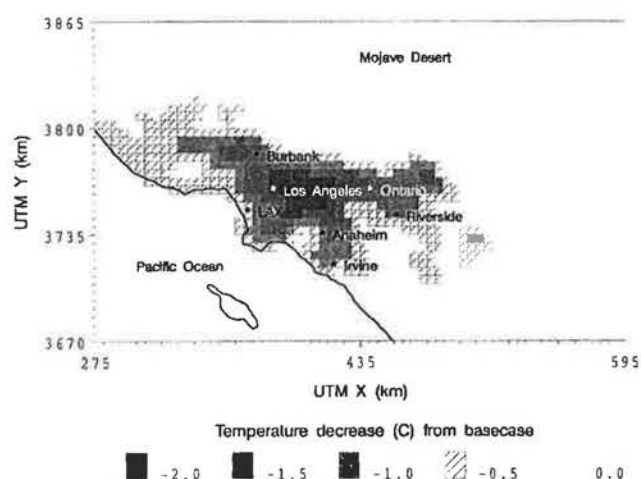 3865
Mojave Desert
3800
UTM Y (km)
Burbank
Los Angeles
Ontario
LAX
Riverside
3735
Anaheim
Pacific Ocean
Irvine
3670
275
435
595
UTM X (km)
Temperature decrease (C) from basecase
-2.0 -1.5 -1.0 -0.5 0.0